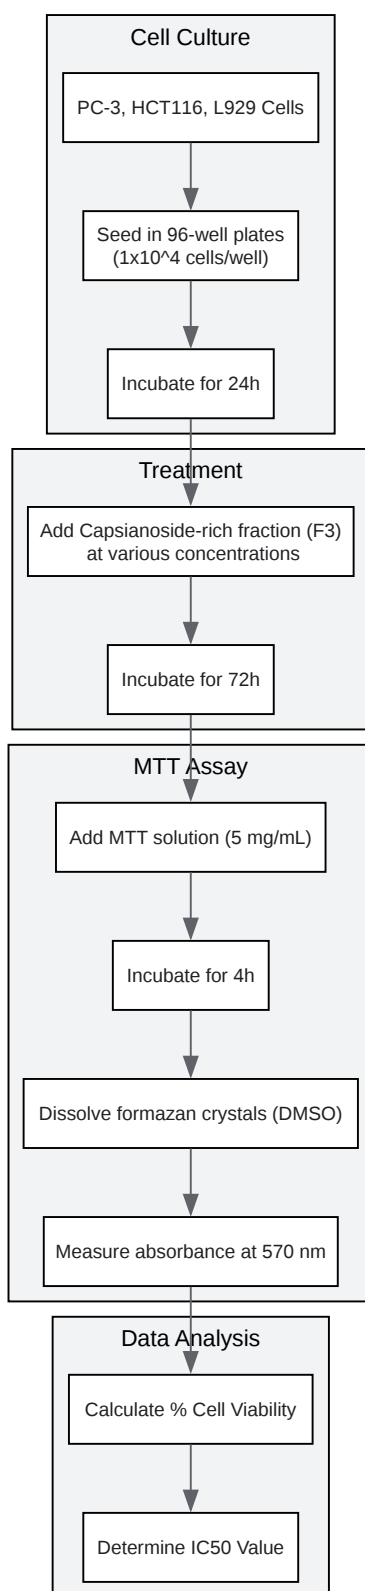 Cell Culture
PC-3, HCT116, L929 Cells
Seed in 96-well plates
(1x10^4 cells/well)
Incubate for 24h
Treatment
Add Capsianoside-rich fraction (F3)
at various concentrations
Incubate for 72h
MTT Assay
Add MTT solution (5 mg/mL)
Incubate for 4h
Dissolve formazan crystals (DMSO)
Measure absorbance at 570 nm
Data Analysis
Calculate % Cell Viability
Determine IC50 Value